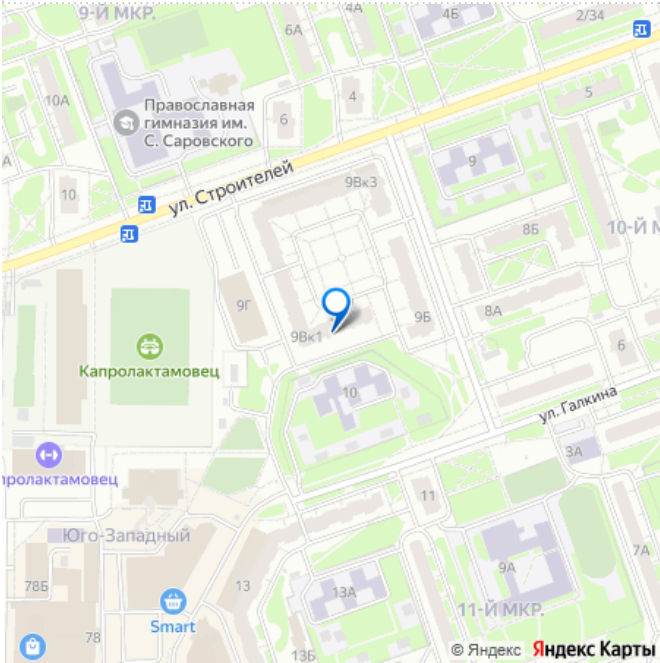 9-Й МКР.
4А
6А
4Б
2/34
10А
Православная
гимназия им.
С. Саровского
6
4
5
9
10
ул. Строителей
9Вк3
8Б
10-Й М
9Г
9Вк1
9Б
8А
6
Капролактамовец
10
ул. Галкина
3А
пролактамовец
11
Юго-Западный
9А
7А
78Б
13
13А
11-Й МКР.
Smart
78
13Б
© Яндекс Яндекс Карты